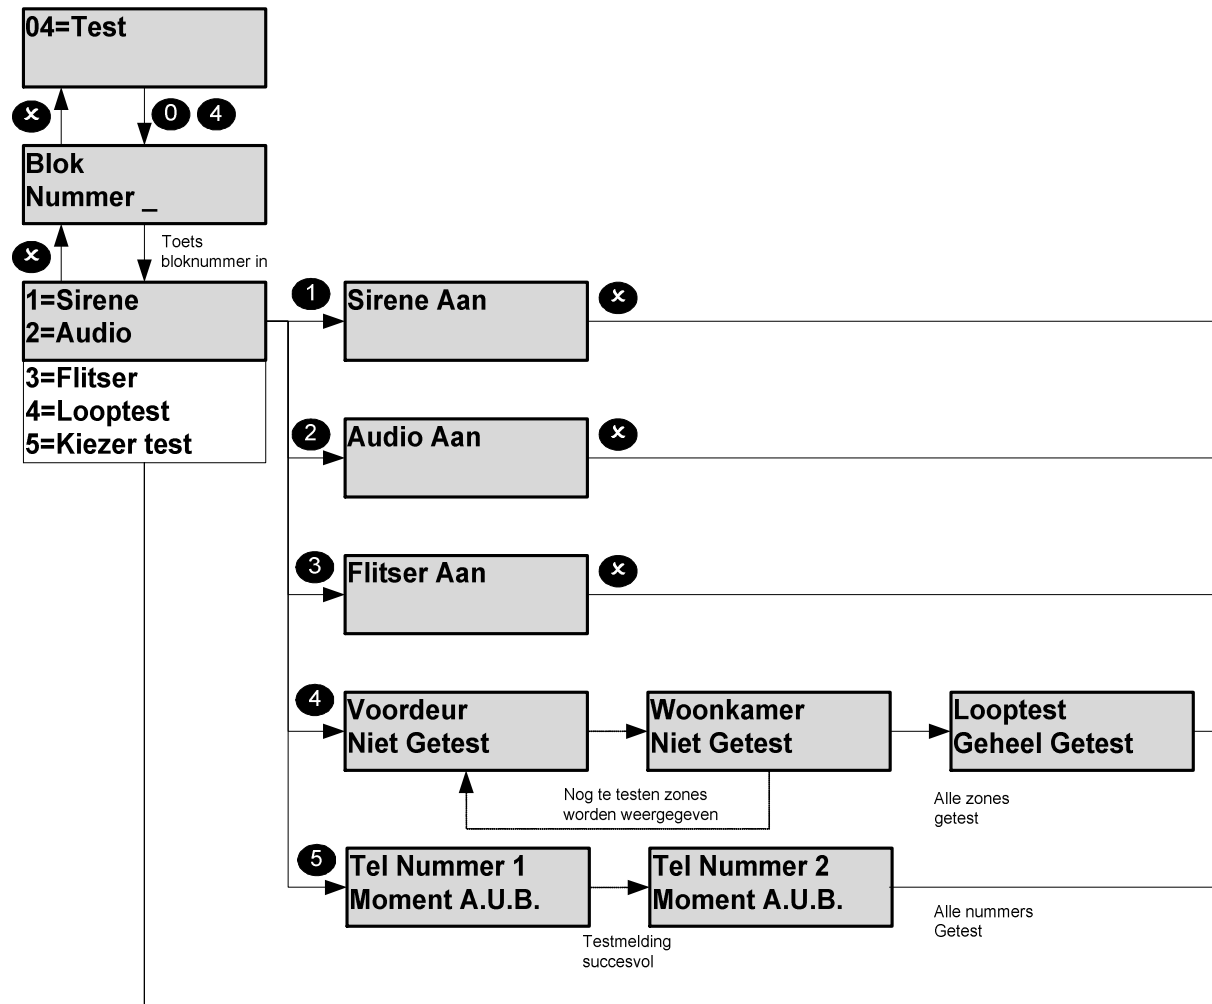 04=Test
×
0 4
Blok
Nummer _
×
Toets
bloknummer in
1=Sirene
2=Audio
3=Flitser
4=Looptest
5=Kiezer test
1
Sirene Aan
×
2
Audio Aan
×
3
Flitser Aan
×
4
Voordeur
Niet Getest
Woonkamer
Niet Getest
Looptest
Geheel Getest
Nog te testen zones
worden weergegeven
Alle zones
getest
5
Tel Nummer 1
Moment A.U.B.
Tel Nummer 2
Moment A.U.B.
Testmelding
succesvol
Alle nummers
Getest